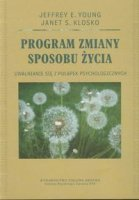 JEFFREY E. YOUNG
JANET S. KLOSKO
PROGRAM ZMIANY
SPOSOBU ŻYCIA
UWALNIANIE SIĘ Z PUŁAPEK PSYCHOLOGICZNYCH